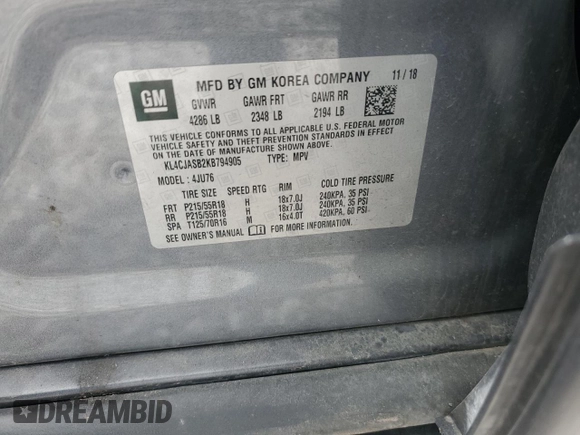 GM
MFD BY GM KOREA COMPANY 11/18
GVWR GAWR FRT GAWR RR
4286 LB 2348 LB 2194 LB
THIS VEHICLE CONFORMS TO ALL APPLICABLE U.S. FEDERAL MOTOR
VEHICLE SAFETY, BUMPER, AND THEFT PREVENTION STANDARDS IN EFFECT
ON THE DATE OF MANUFACTURE SHOWN ABOVE.
KL4CJASB2KB794905 TYPE: MPV
MODEL: 4JU76
TIRE SIZE SPEED RTG RIM COLD TIRE PRESSURE
FRT P215/55R18 H 18x7.0J 240KPA, 35 PSI
RR P215/55R18 H 18x7.0J 240KPA, 35 PSI
SPA T125/70R16 M 16x4.0T 420KPA, 60 PSI
SEE OWNER'S MANUAL FOR MORE INFORMATION.
DREAMBID